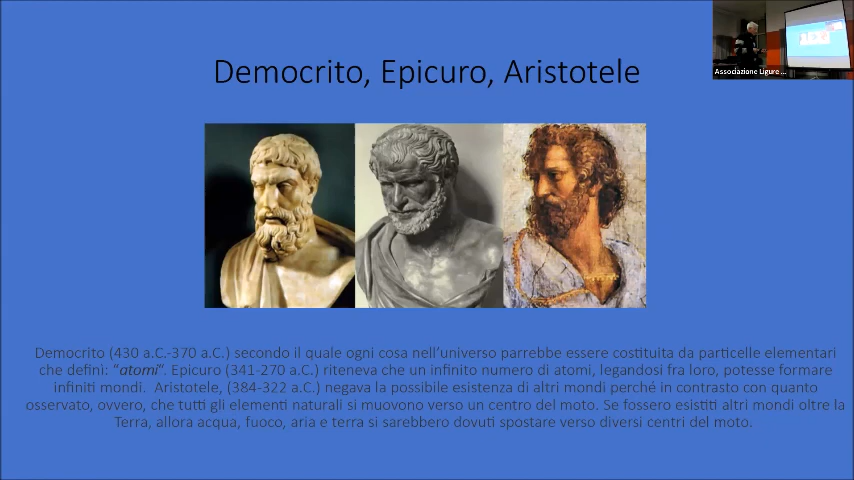 Associazione Ligure ...
Democrito, Epicuro, Aristotele
Democrito (430 a.C.-370 a.C.) secondo il quale ogni cosa nell’universo parrebbe essere costituita da particelle elementari
che definì: “atomi”. Epicuro (341-270 a.C.) riteneva che un infinito numero di atomi, legandosi fra loro, potesse formare
infiniti mondi. Aristotele, (384-322 a.C.) negava la possibile esistenza di altri mondi perché in contrasto con quanto
osservato, ovvero, che tutti gli elementi naturali si muovono verso un centro del moto. Se fossero esistiti altri mondi oltre la
Terra, allora acqua, fuoco, aria e terra si sarebbero dovuti spostare verso diversi centri del moto.